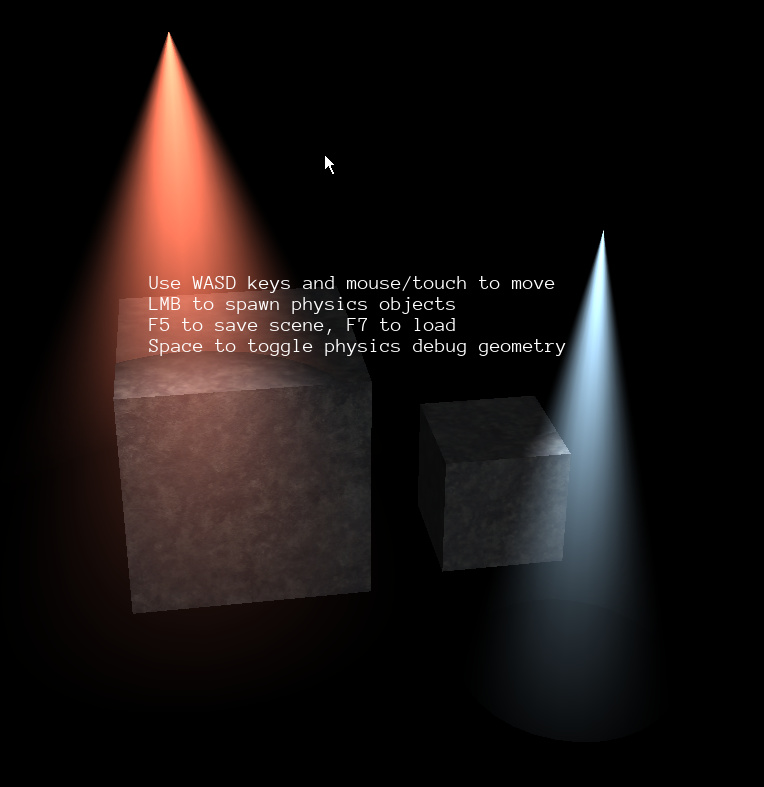 Use WASD keys and mouse/touch to move
LMB to spawn physics objects
F5 to save scene, F7 to load
Space to toggle physics debug geometry